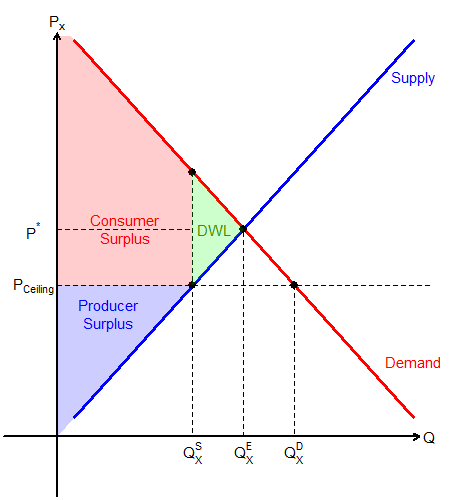 Px
Supply
Consumer
Surplus
P*
DWL
PCeiling
Producer
Surplus
Demand
Q
QXS
QXE
QXD